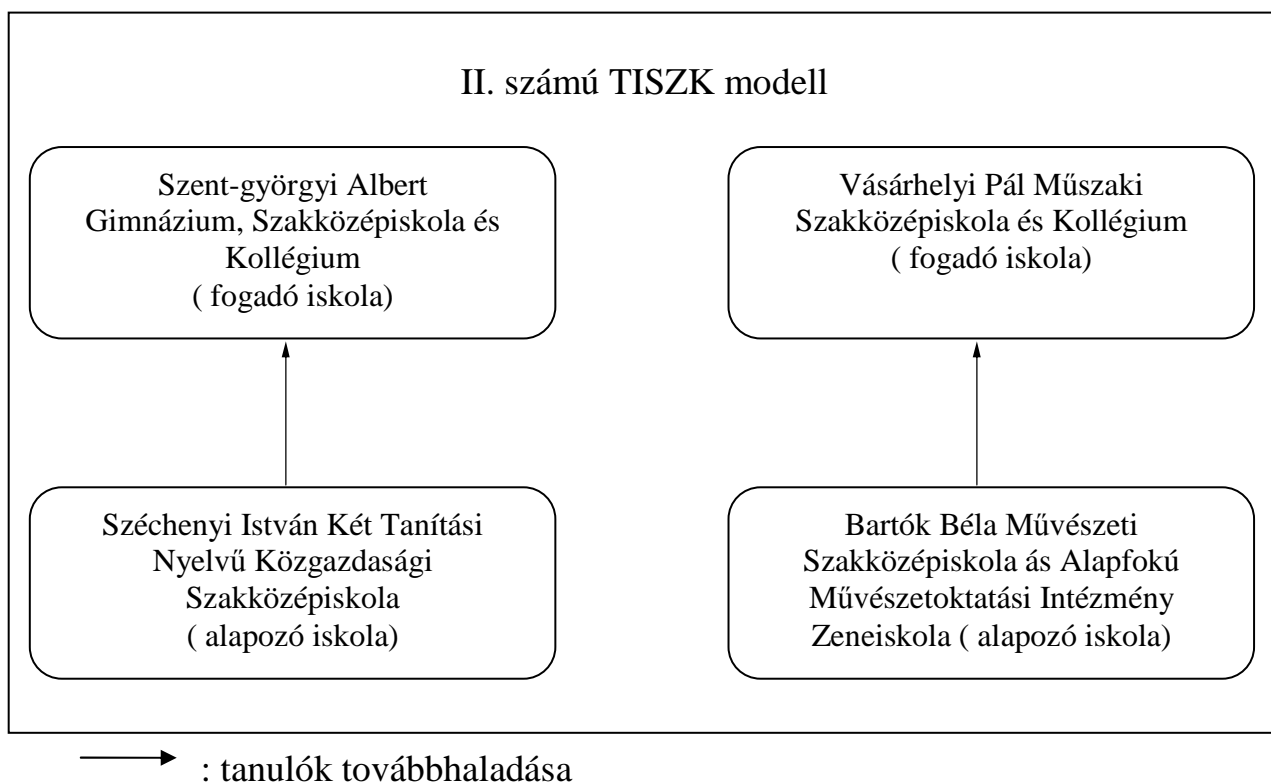 II. számú TISZK modell
Szent-györgyi Albert
Gimnázium, Szakközépiskola és
Kollégium
( fogadó iskola)
Vásárhelyi Pál Műszaki
Szakközépiskola és Kollégium
( fogadó iskola)
Széchenyi István Két Tanítási
Nyelvű Közgazdasági
Szakközépiskola
( alapozó iskola)
Bartók Béla Művészeti
Szakközépiskola ás Alapfokú
Művészetoktatási Intézmény
Zeneiskola ( alapozó iskola)
: tanulók továbbhaladása